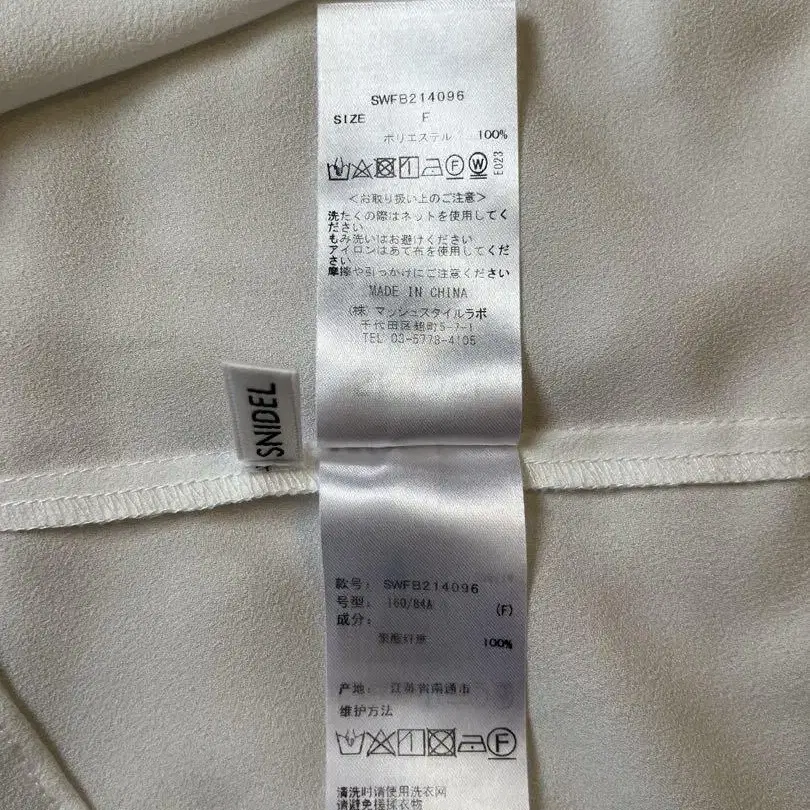 SWFB214096
SIZE F
ポリエステル 100%
E023
<お取り扱い上のご注意>
洗たくの際はネットを使用してく
ださい
もみ洗いはお避けください
アイロンはあて布を使用してくだ
さい
摩擦や引っかけにご注意ください
MADE IN CHINA
(株) マッシュスタイルラボ
千代田区麹町5-7-1
TEL 03-5778-4105
SNIDEL
款号: SWFB214096
号型: 160/84A (F)
成分:
聚酯纤维 100%
产地: 江苏省南通市
维护方法
清洗时请使用洗衣网
请避免揉搓衣物